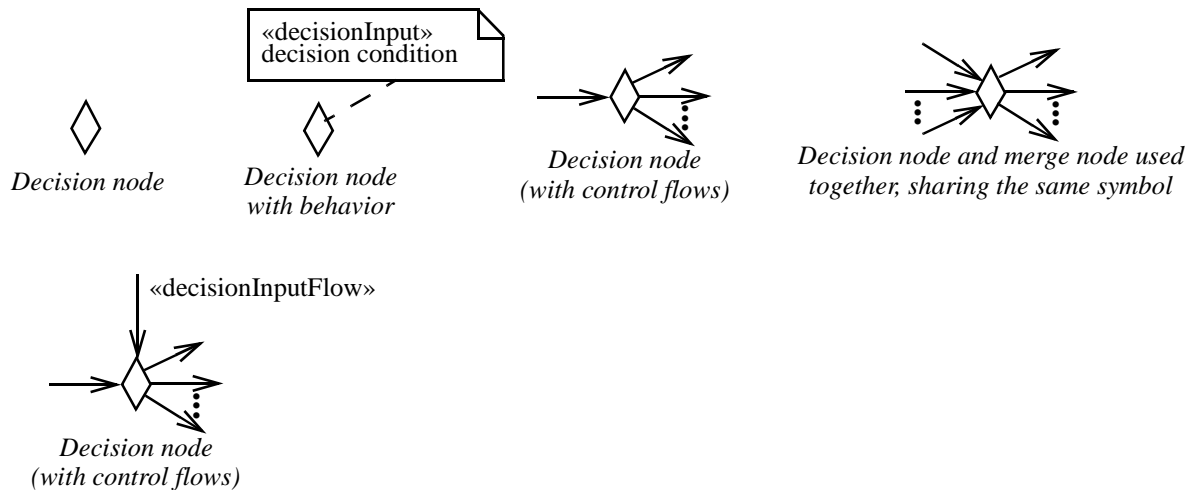 «decisionInput»
decision condition
Decision node
Decision node
with behavior
Decision node
(with control flows)
Decision node and merge node used
together, sharing the same symbol
«decisionInputFlow»
Decision node
(with control flows)